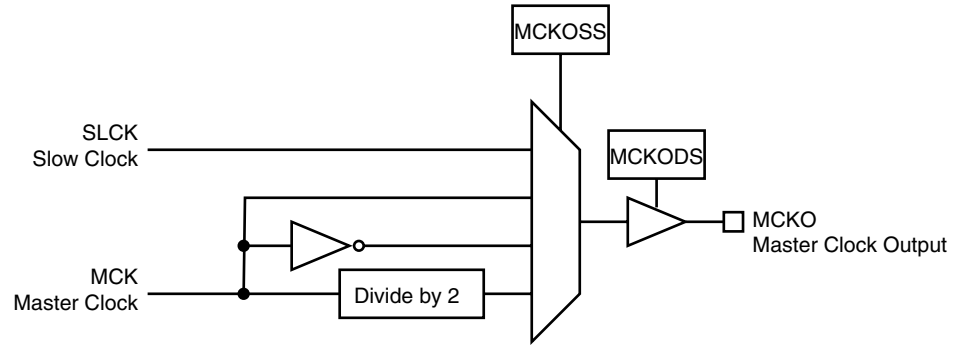 MCKOSS
SLCK
Slow Clock
MCKODS
MCKO
Master Clock Output
MCK
Master Clock
Divide by 2